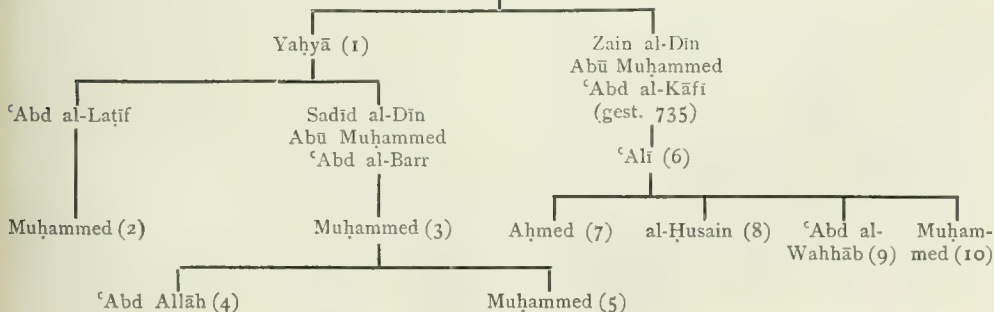 Yaḥyā (1)
Zain al-Dīn
Abū Muḥammed
ʿAbd al-Kāfī
(gest. 735)
ʿAbd al-Laṭīf
Sadīd al-Dīn
Abū Muḥammed
ʿAbd al-Barr
ʿAlī (6)
Muḥammed (2)
Muḥammed (3)
Aḥmed (7)
al-Ḥusain (8)
ʿAbd al-
Wahhāb (9)
Muḥam-
med (10)
ʿAbd Allāh (4)
Muḥammed (5)